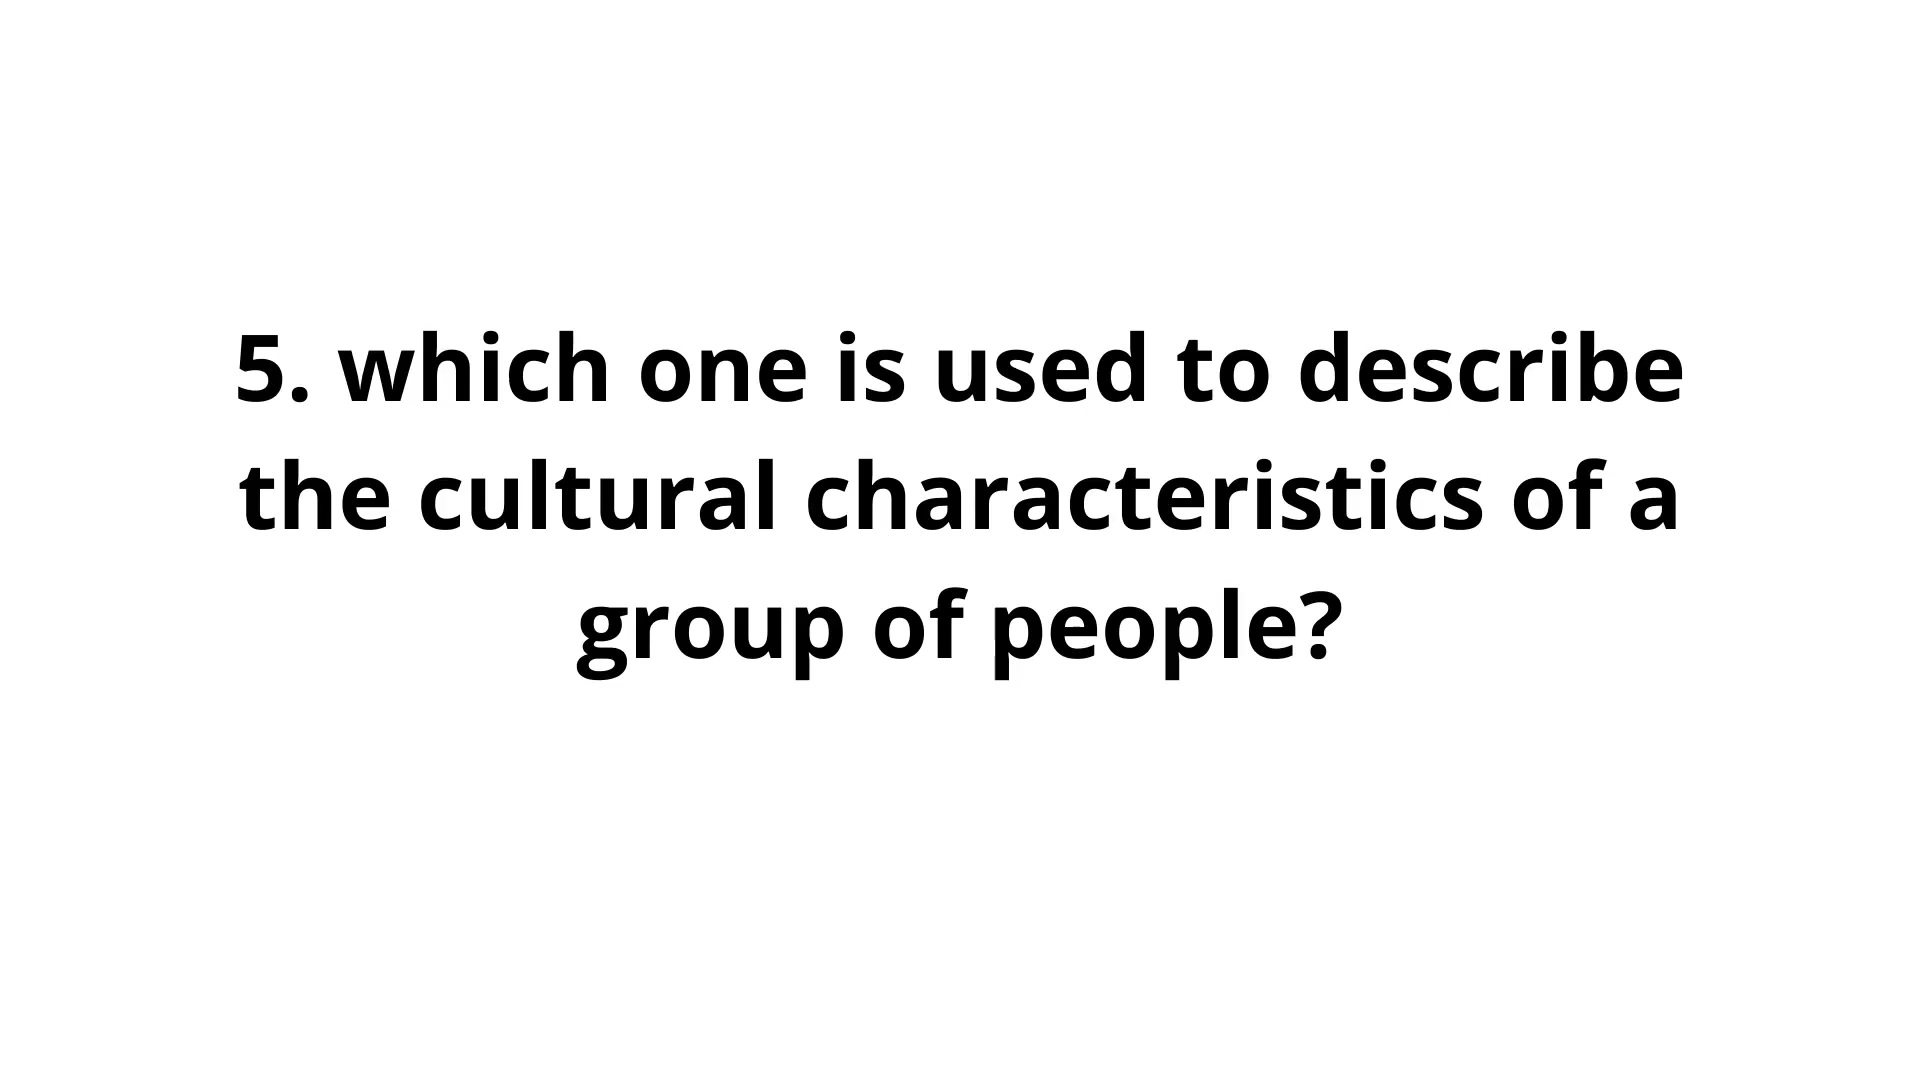 5. which one is used to describe
the cultural characteristics of a
group of people?